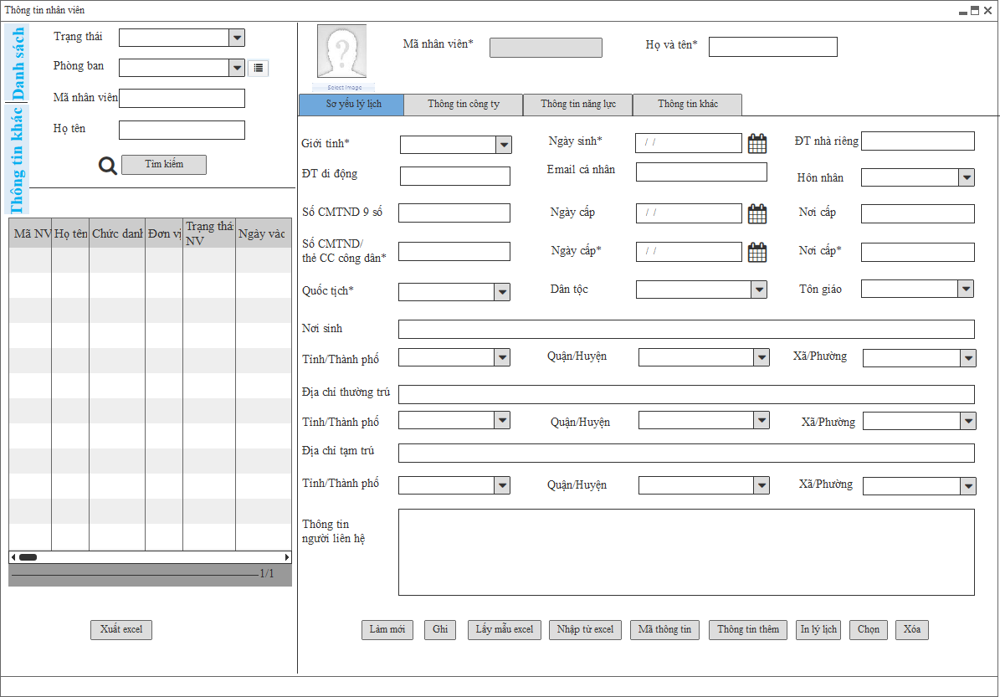 Thông tin nhân viên
Danh sách
Thông tin khác
Trạng thái
Phòng ban
Mã nhân viên
Họ tên
Tìm kiếm
Mã NV Họ tên Chức danh Đơn vị Trạng thái NV Ngày vào
1/1
Xuất excel
Select Image
Mã nhân viên*
Họ và tên*
Sơ yếu lý lịch Thông tin công ty Thông tin năng lực Thông tin khác
Giới tính* Ngày sinh* / / ĐT nhà riêng
ĐT di động Email cá nhân Hôn nhân
Số CMTND 9 số Ngày cấp / / Nơi cấp
Số CMTND/
thẻ CC công dân* Ngày cấp* / / Nơi cấp*
Quốc tịch* Dân tộc Tôn giáo
Nơi sinh
Tỉnh/Thành phố Quận/Huyện Xã/Phường
Địa chỉ thường trú
Tỉnh/Thành phố Quận/Huyện Xã/Phường
Địa chỉ tạm trú
Tỉnh/Thành phố Quận/Huyện Xã/Phường
Thông tin
người liên hệ
Làm mới Ghi Lấy mẫu excel Nhập từ excel Mã thông tin Thông tin thêm In lý lịch Chọn Xóa